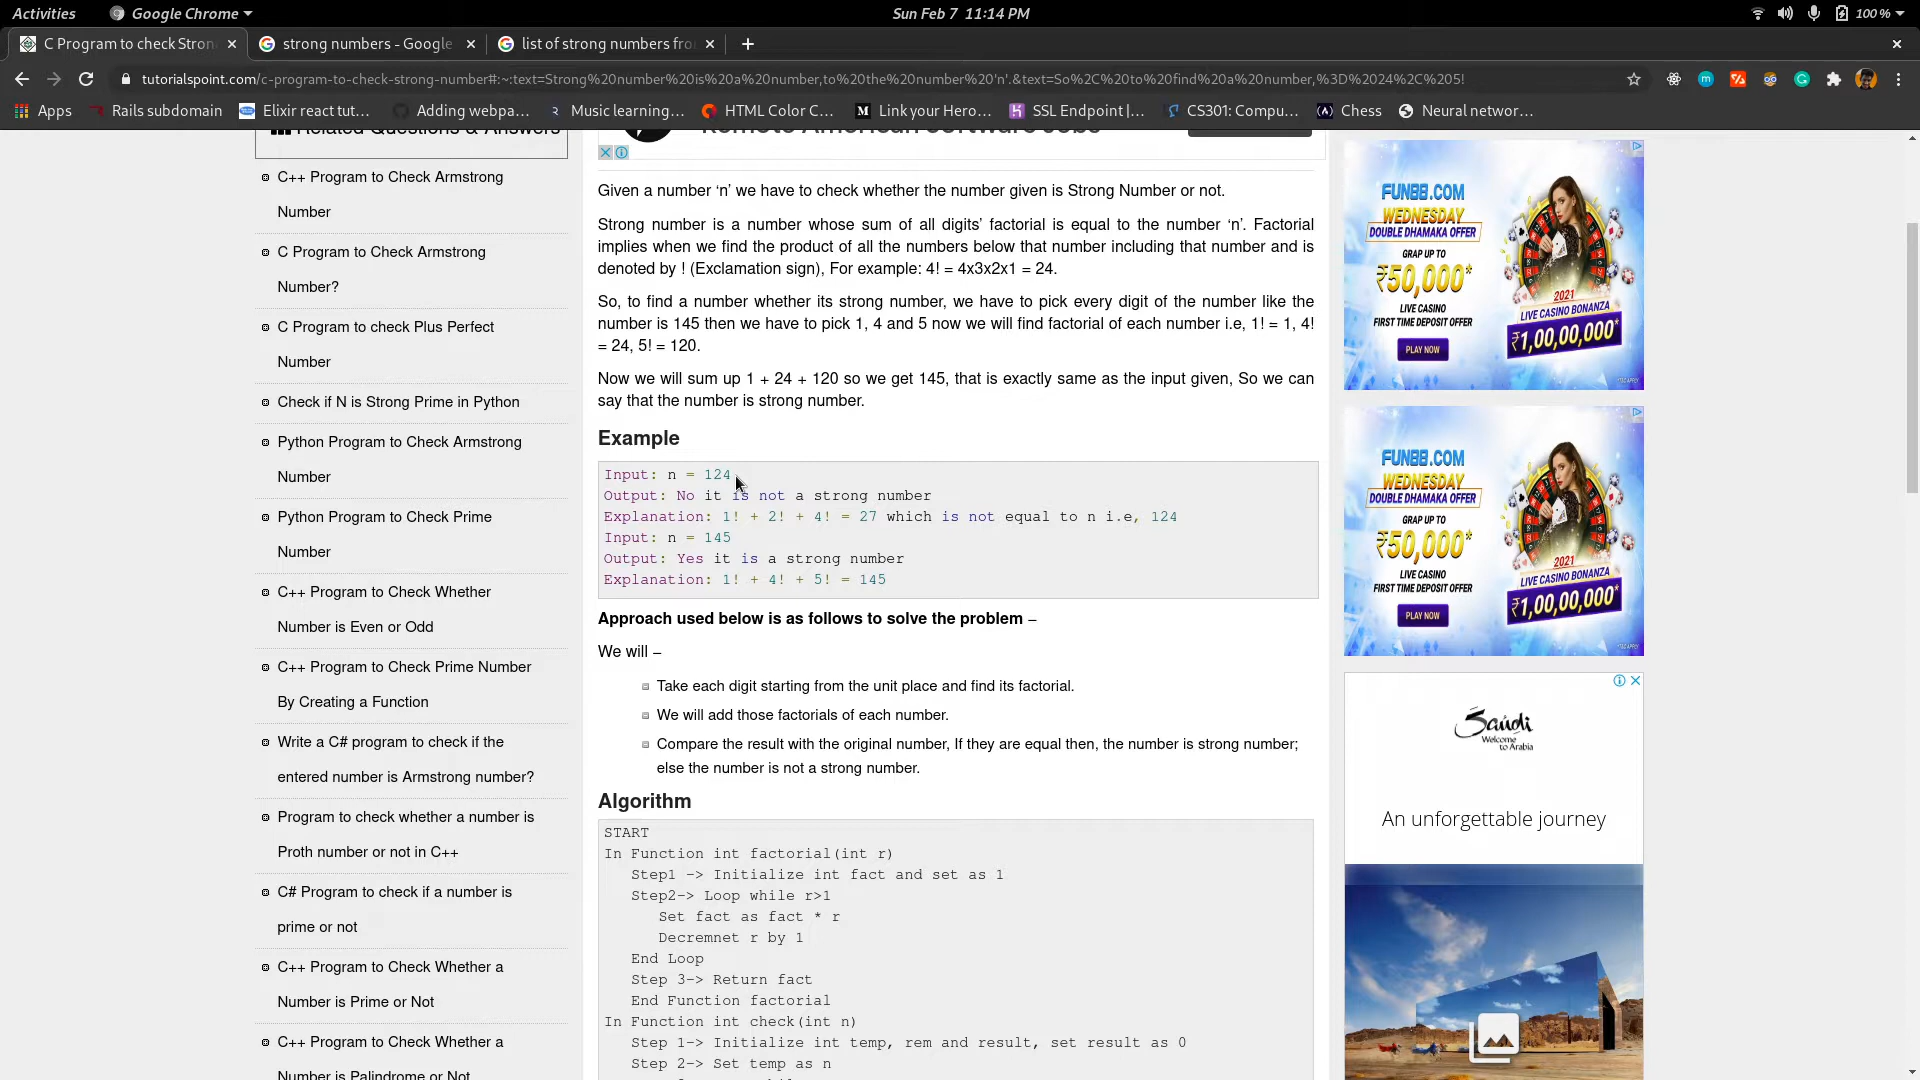 Activities
Google Chrome
Sun Feb 7 11:14 PM
100 %
C Program to check Stron
strong numbers - Google
list of strong numbers fro
tutorialspoint.com/c-program-to-check-strong-number#:~:text=Strong%20number%20is%20a%20number,to%20the%20number%20'n'.&text=So%2C%20to%20find%20a%20number,%3D%2024%2C%205!
Apps
Rails subdomain
Elixir react tut…
Adding webpa…
Music learning…
HTML Color C…
Link your Hero…
SSL Endpoint |…
CS301: Compu…
Chess
Neural networ…
Related Questions & Answers
C++ Program to Check Armstrong
Number
C Program to Check Armstrong
Number?
C Program to check Plus Perfect
Number
Check if N is Strong Prime in Python
Python Program to Check Armstrong
Number
Python Program to Check Prime
Number
C++ Program to Check Whether
Number is Even or Odd
C++ Program to Check Prime Number
By Creating a Function
Write a C# program to check if the
entered number is Armstrong number?
Program to check whether a number is
Proth number or not in C++
C# Program to check if a number is
prime or not
C++ Program to Check Whether a
Number is Prime or Not
C++ Program to Check Whether a
Number is Palindrome or Not
Remote American Software Jobs
Given a number ‘n’ we have to check whether the number given is Strong Number or not.
Strong number is a number whose sum of all digits’ factorial is equal to the number ‘n’. Factorial
implies when we find the product of all the numbers below that number including that number and is
denoted by ! (Exclamation sign), For example: 4! = 4x3x2x1 = 24.
So, to find a number whether its strong number, we have to pick every digit of the number like the
number is 145 then we have to pick 1, 4 and 5 now we will find factorial of each number i.e, 1! = 1, 4!
= 24, 5! = 120.
Now we will sum up 1 + 24 + 120 so we get 145, that is exactly same as the input given, So we can
say that the number is strong number.
Example
Input: n = 124
Output: No it is not a strong number
Explanation: 1! + 2! + 4! = 27 which is not equal to n i.e, 124
Input: n = 145
Output: Yes it is a strong number
Explanation: 1! + 4! + 5! = 145
Approach used below is as follows to solve the problem –
We will –
Take each digit starting from the unit place and find its factorial.
We will add those factorials of each number.
Compare the result with the original number, If they are equal then, the number is strong number;
else the number is not a strong number.
Algorithm
START
In Function int factorial(int r)
Step1 -> Initialize int fact and set as 1
Step2-> Loop while r>1
Set fact as fact * r
Decremnet r by 1
End Loop
Step 3-> Return fact
End Function factorial
In Function int check(int n)
Step 1-> Initialize int temp, rem and result, set result as 0
Step 2-> Set temp as n
FUN88.COM
WEDNESDAY
DOUBLE DHAMAKA OFFER
GRAP UP TO
₹50,000*
LIVE CASINO
FIRST TIME DEPOSIT OFFER
PLAY NOW
2021
LIVE CASINO BONANZA
₹1,00,00,000*
FUN88.COM
WEDNESDAY
DOUBLE DHAMAKA OFFER
GRAP UP TO
₹50,000*
LIVE CASINO
FIRST TIME DEPOSIT OFFER
PLAY NOW
2021
LIVE CASINO BONANZA
₹1,00,00,000*
Saudi
Welcome
to Arabia
An unforgettable journey